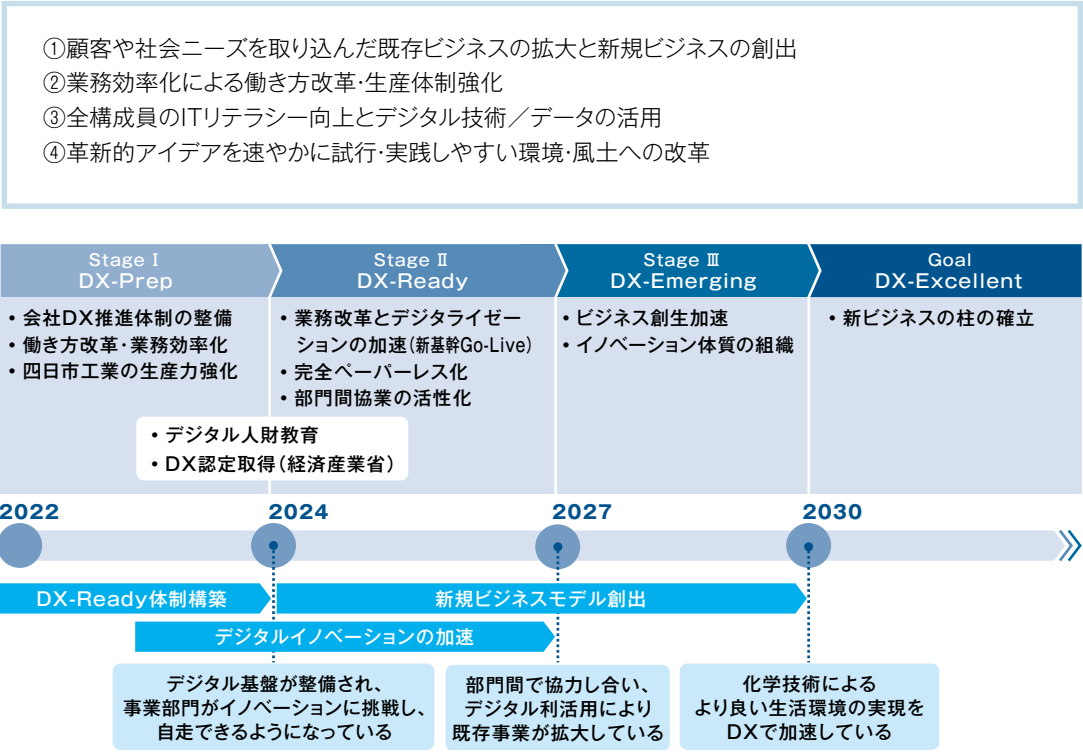 ①顧客や社会ニーズを取り込んだ既存ビジネスの拡大と新規ビジネスの創出
②業務効率化による働き方改革・生産体制強化
③全構成員のITリテラシー向上とデジタル技術／データの活用
④革新的アイデアを速やかに試行・実践しやすい環境・風土への改革
Stage Ⅰ
DX-Prep
・会社DX推進体制の整備
・働き方改革・業務効率化
・四日市工業の生産力強化
Stage Ⅱ
DX-Ready
・業務改革とデジタライゼー
ションの加速(新基幹Go-Live)
・完全ペーパーレス化
・部門間協業の活性化
・デジタル人財教育
・DX認定取得(経済産業省)
Stage Ⅲ
DX-Emerging
・ビジネス創生加速
・イノベーション体質の組織
Goal
DX-Excellent
・新ビジネスの柱の確立
2022
2024
2027
2030
DX-Ready体制構築
新規ビジネスモデル創出
デジタルイノベーションの加速
デジタル基盤が整備され、
事業部門がイノベーションに挑戦し、
自走できるようになっている
部門間で協力し合い、
デジタル利活用により
既存事業が拡大している
化学技術による
より良い生活環境の実現を
DXで加速している